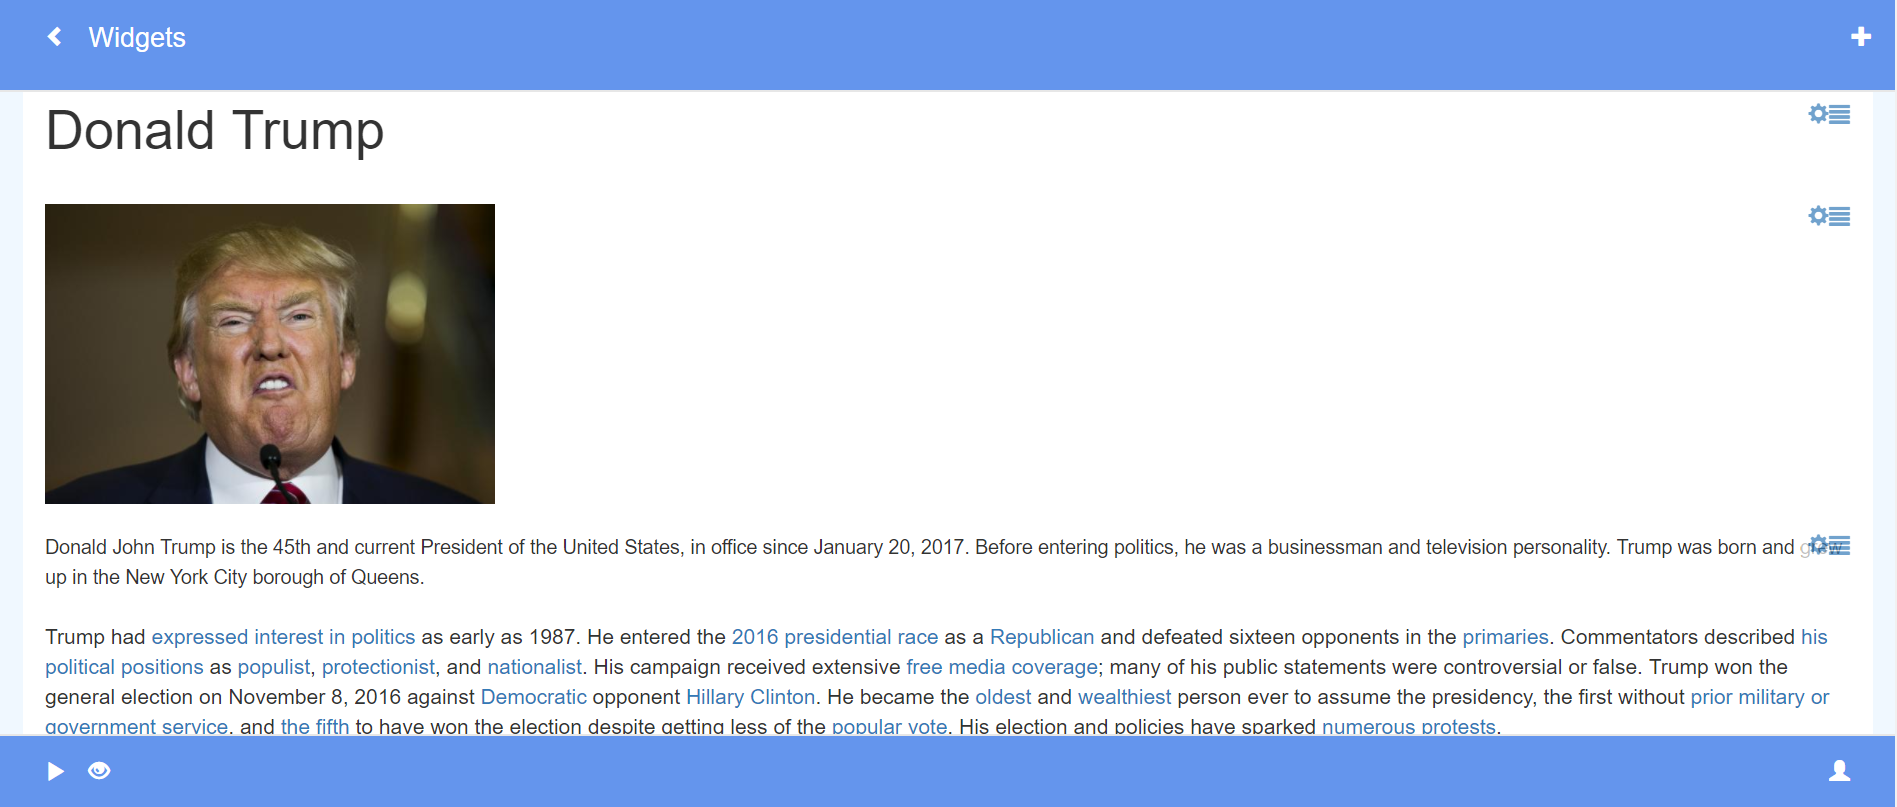 Widgets
Donald Trump
Donald John Trump is the 45th and current President of the United States, in office since January 20, 2017. Before entering politics, he was a businessman and television personality. Trump was born and grew
up in the New York City borough of Queens.
Trump had expressed interest in politics as early as 1987. He entered the 2016 presidential race as a Republican and defeated sixteen opponents in the primaries. Commentators described his
political positions as populist, protectionist, and nationalist. His campaign received extensive free media coverage; many of his public statements were controversial or false. Trump won the
general election on November 8, 2016 against Democratic opponent Hillary Clinton. He became the oldest and wealthiest person ever to assume the presidency, the first without prior military or
government service, and the fifth to have won the election despite getting less of the popular vote. His election and policies have sparked numerous protests.